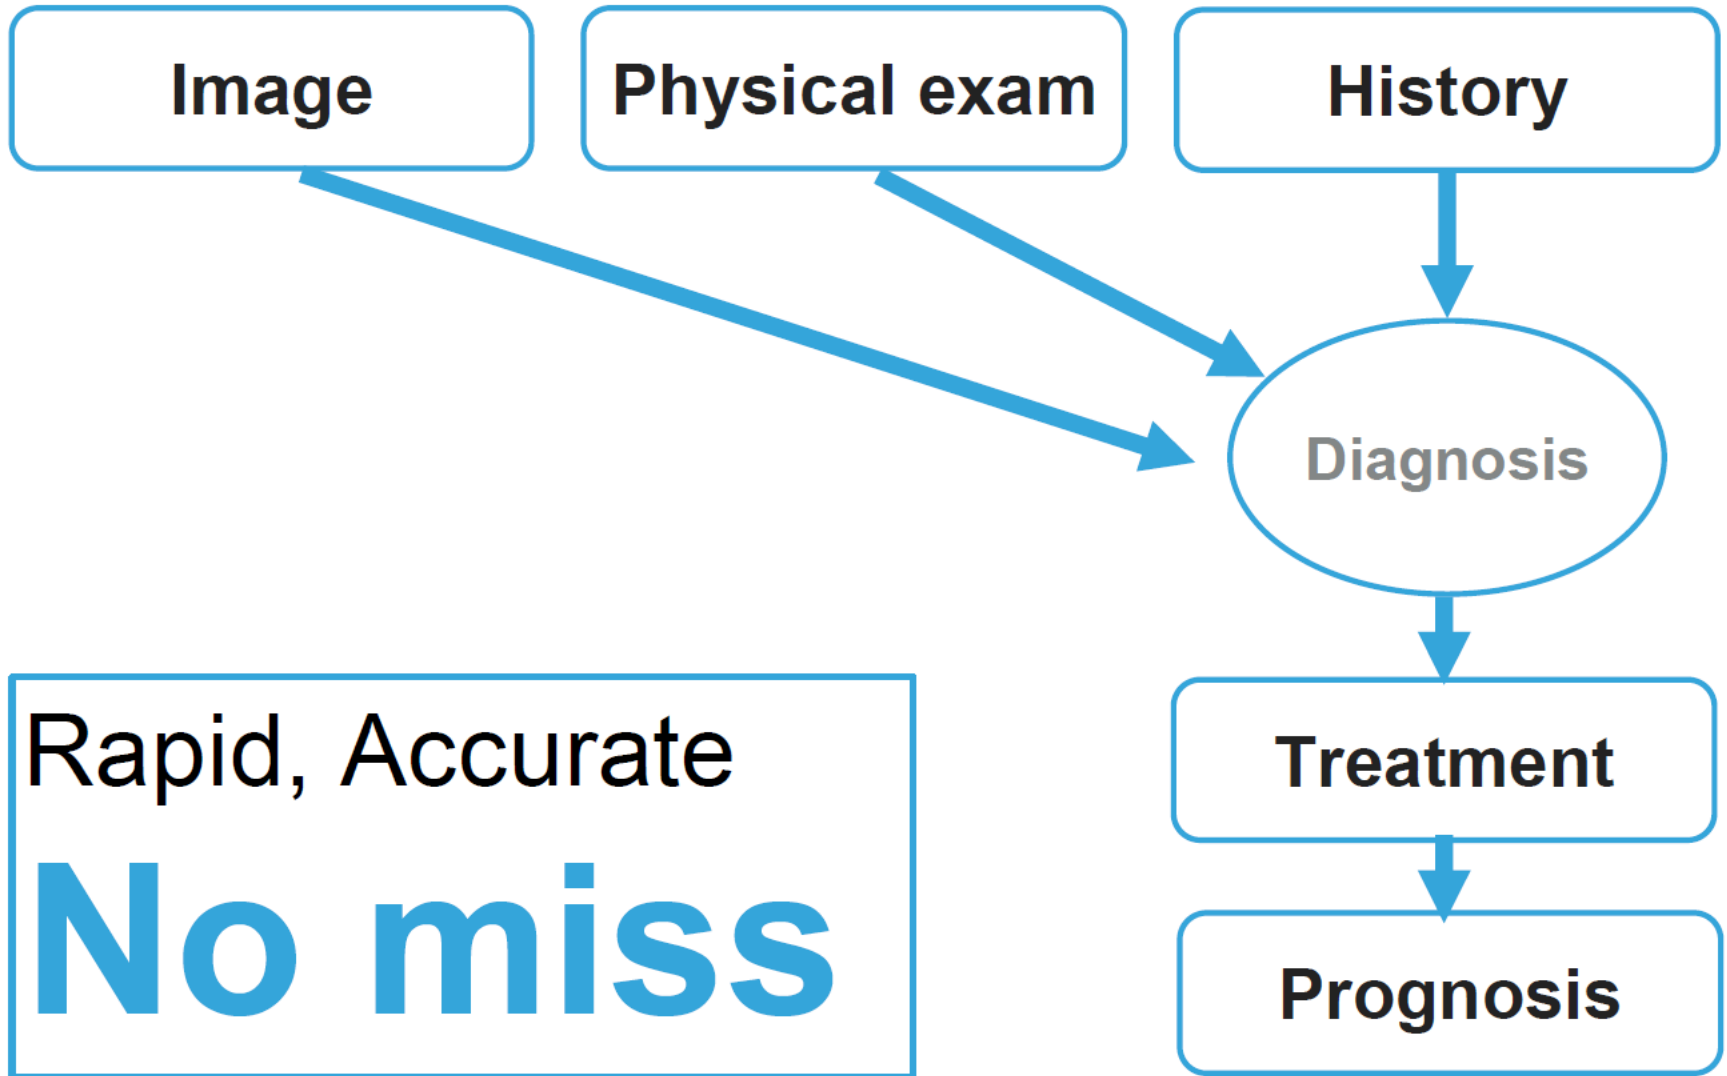 Image
Physical exam
History
Diagnosis
Treatment
Prognosis
Rapid, Accurate
No miss